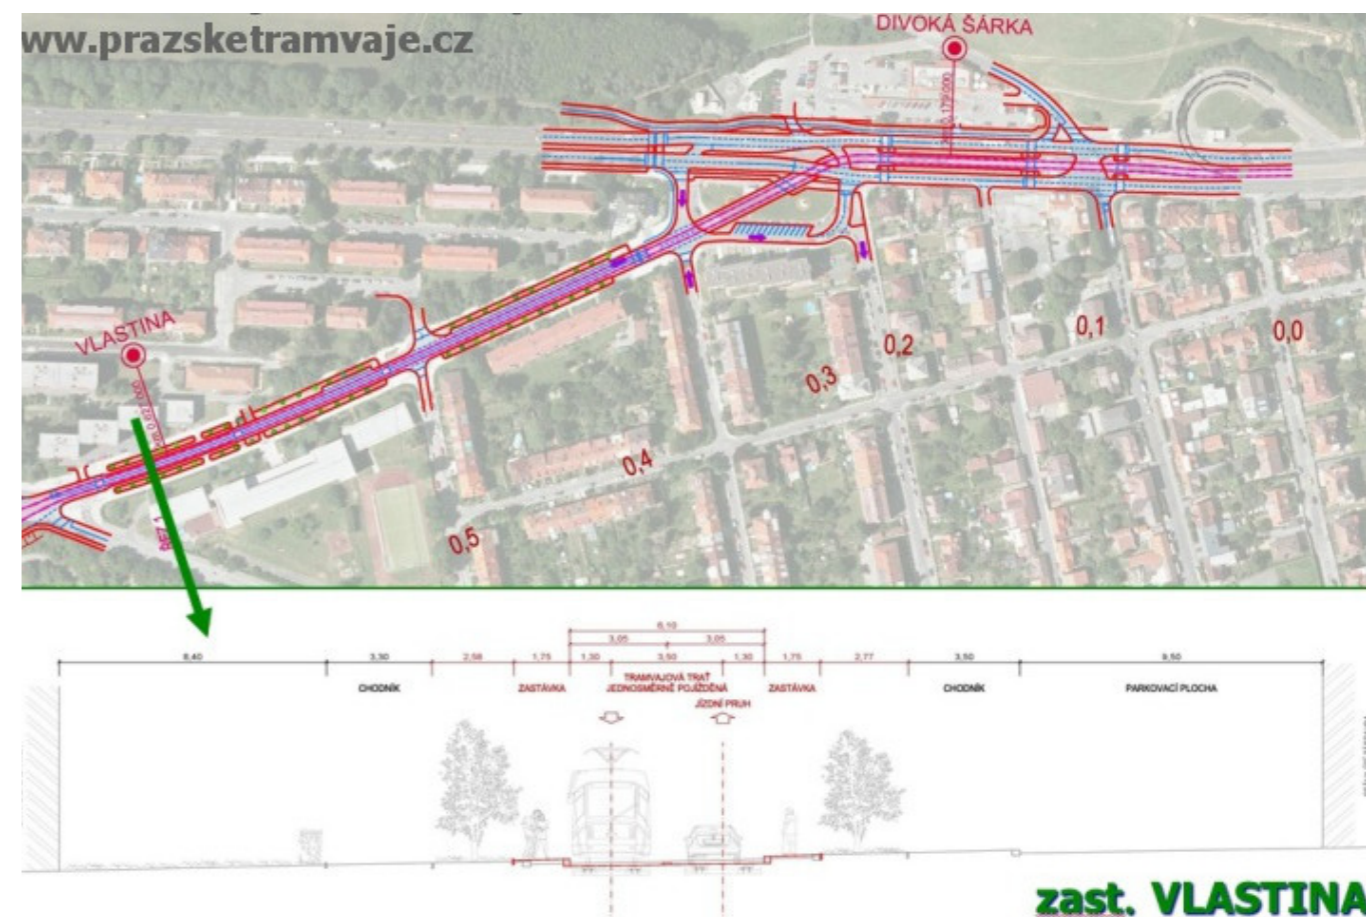 ww.prazsketramvaje.cz
DIVOKÁ ŠÁRKA
VLASTINA
0,0
0,1
0,2
0,3
0,4
0,5
ŘEZ 1
6,10
3,05 3,05
8,40 3,30 2,58 1,75 1,30 3,50 1,30 1,75 2,77 3,50 9,50
CHODNÍK ZASTÁVKA TRAMVAJOVÁ TRAŤ ZASTÁVKA CHODNÍK PARKOVACÍ PLOCHA
JEDNOSMĚRNĚ POJÍŽDĚNÁ
JÍZDNÍ PRUH
zast. VLASTINA